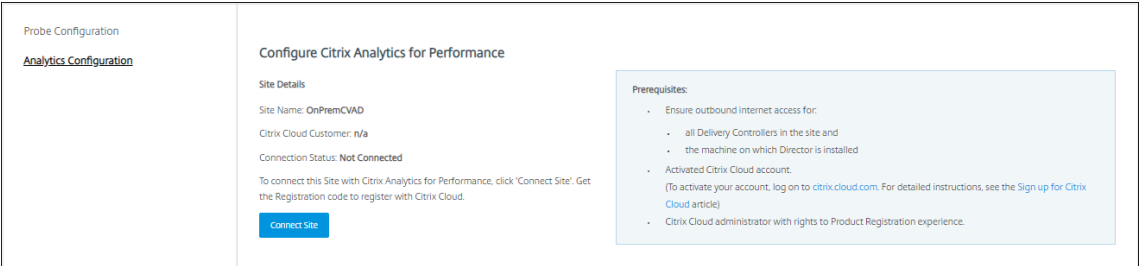 Probe Configuration
Analytics Configuration
Configure Citrix Analytics for Performance
Site Details
Site Name: OnPremCVAD
Citrix Cloud Customer: n/a
Connection Status: Not Connected
To connect this Site with Citrix Analytics for Performance, click 'Connect Site'. Get
the Registration code to register with Citrix Cloud.
Connect Site
Prerequisites:
• Ensure outbound internet access for:
• all Delivery Controllers in the site and
• the machine on which Director is installed
• Activated Citrix Cloud account.
(To activate your account, log on to citrix.cloud.com. For detailed instructions, see the Sign up for Citrix
Cloud article)
• Citrix Cloud administrator with rights to Product Registration experience.